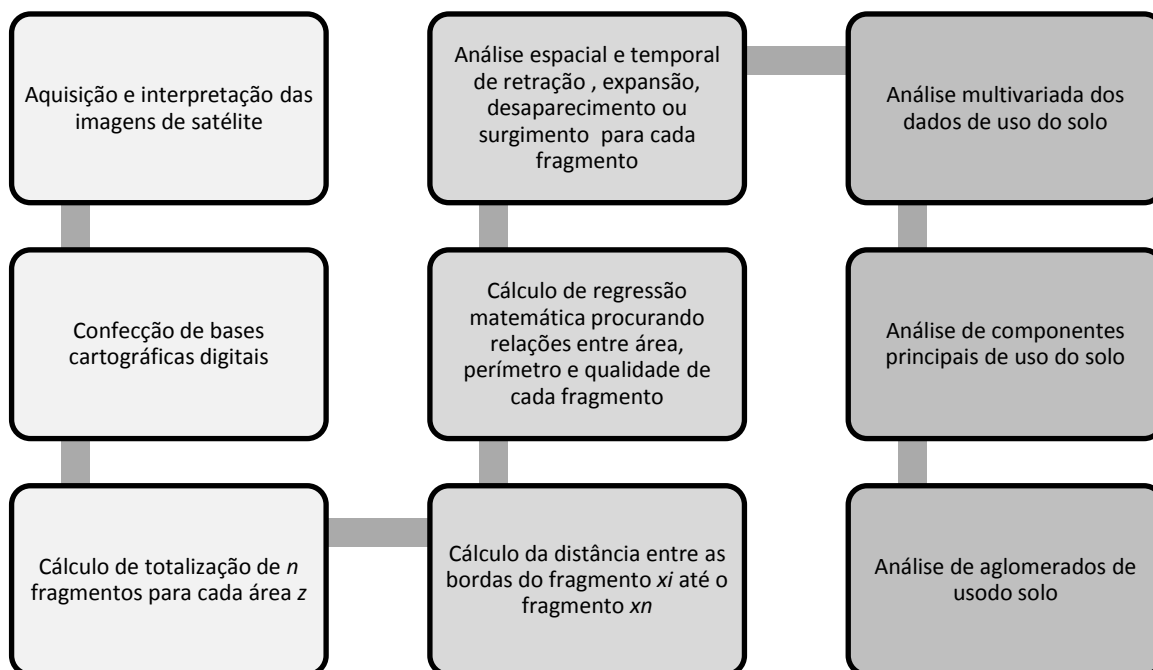 Aquisição e interpretação das
imagens de satélite
Confecção de bases
cartográficas digitais
Cálculo de totalização de n
fragmentos para cada área z
Cálculo da distância entre as
bordas do fragmento xi até o
fragmento xn
Cálculo de regressão
matemática procurando
relações entre área,
perímetro e qualidade de
cada fragmento
Análise espacial e temporal
de retração , expansão,
desaparecimento ou
surgimento  para cada
fragmento
Análise multivariada dos
dados de uso do solo
Análise de componentes
principais de uso do solo
Análise de aglomerados de
usodo solo